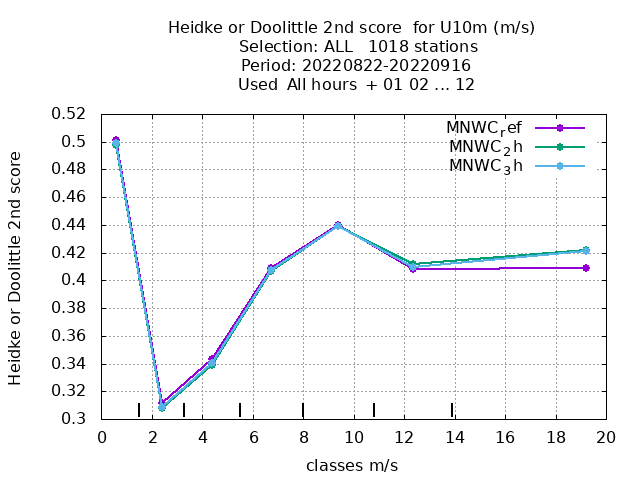 Heidke or Doolittle 2nd score  for U10m (m/s)
Selection: ALL   1018 stations
Period: 20220822-20220916
Used  All hours  + 01 02 ... 12
Heidke or Doolittle 2nd score
0.52
0.5
0.48
0.46
0.44
0.42
0.4
0.38
0.36
0.34
0.32
0.3
MNWC_ref
MNWC_2h
MNWC_3h
0 2 4 6 8 10 12 14 16 18 20
classes m/s